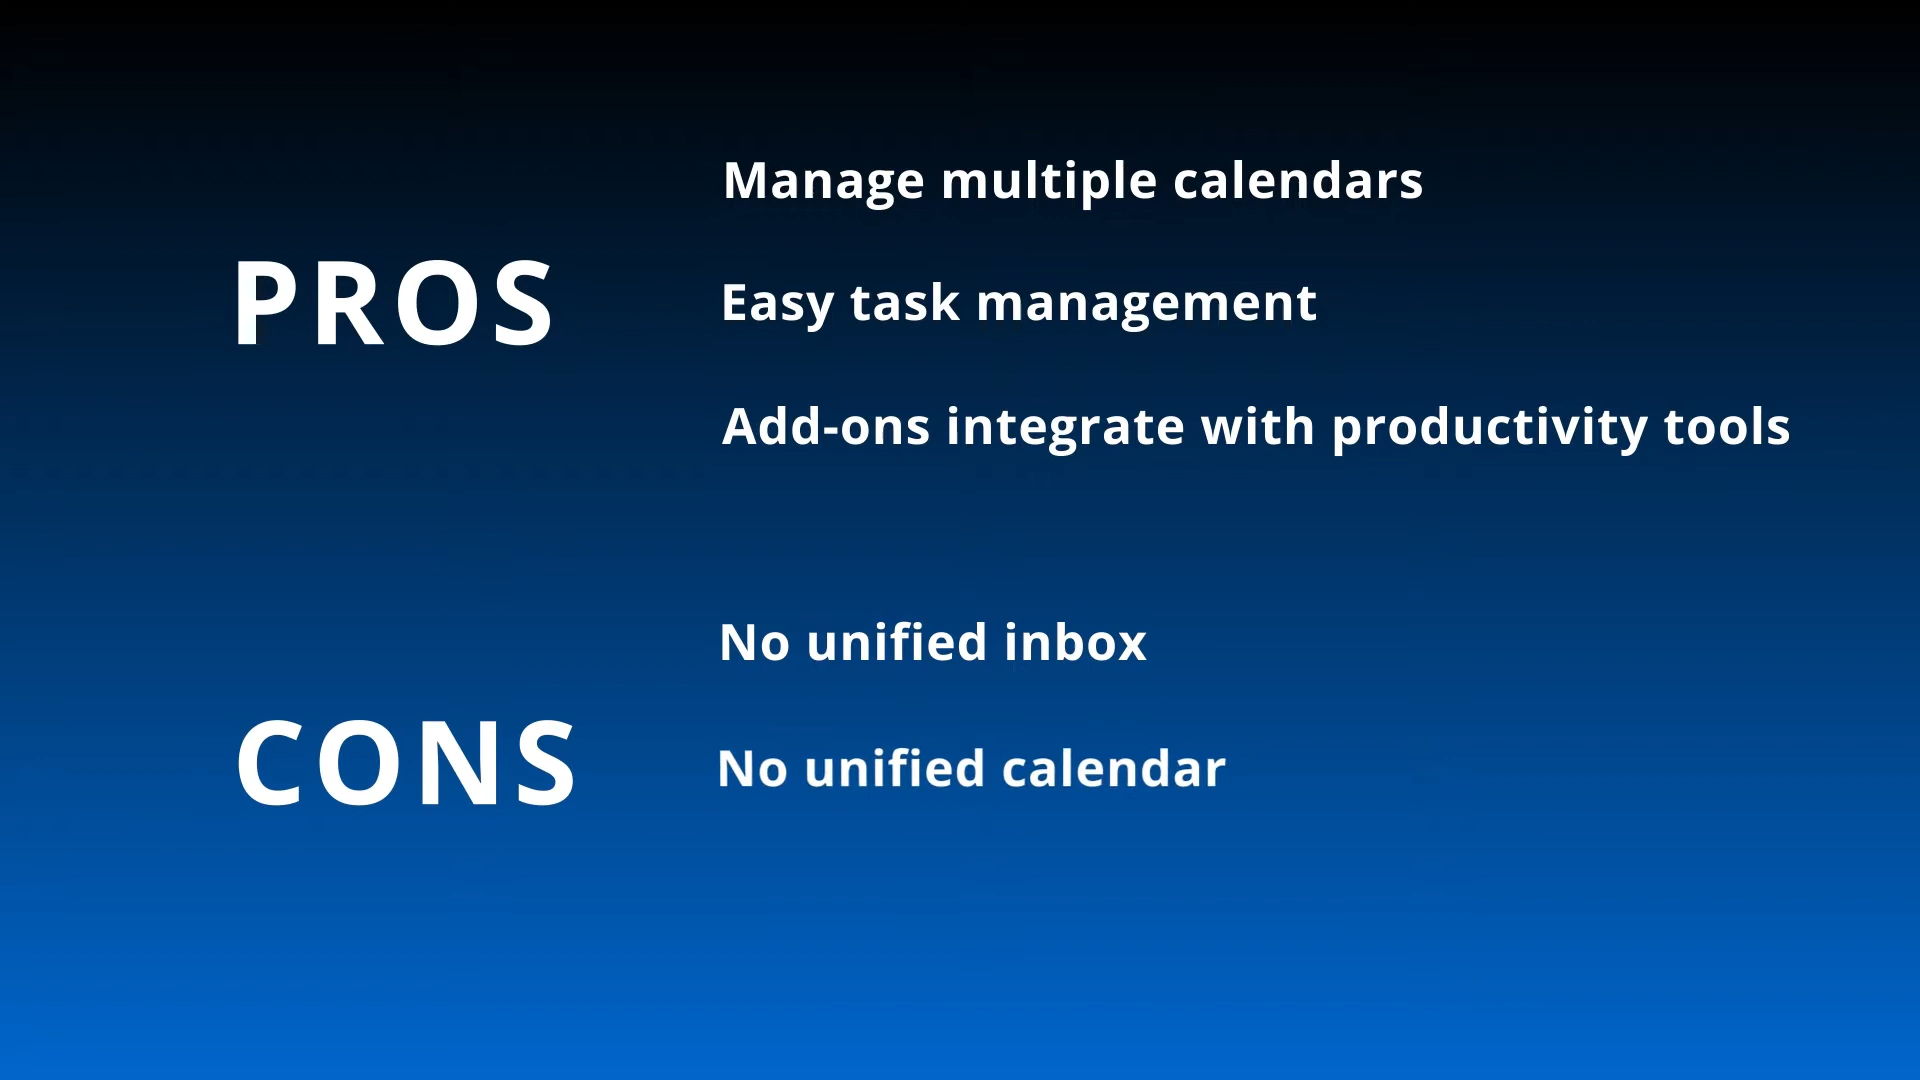 PROS
Manage multiple calendars
Easy task management
Add-ons integrate with productivity tools
CONS
No unified inbox
No unified calendar